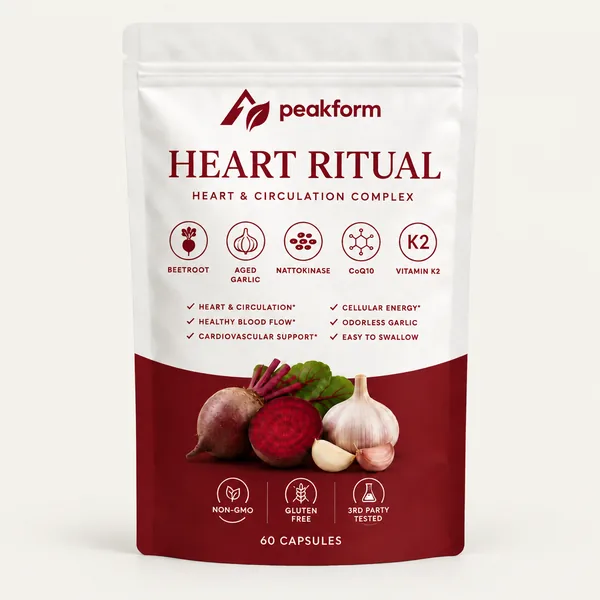 peakform
HEART RITUAL
HEART & CIRCULATION COMPLEX
K2
BEETROOT
AGED
GARLIC
NATTOKINASE
CoQ10
VITAMIN K2
✓ HEART & CIRCULATION*
✓ HEALTHY BLOOD FLOW*
✓ CARDIOVASCULAR SUPPORT*
✓ CELLULAR ENERGY*
✓ ODORLESS GARLIC
✓ EASY TO SWALLOW
NON-GMO
GLUTEN
FREE
3RD PARTY
TESTED
60 CAPSULES